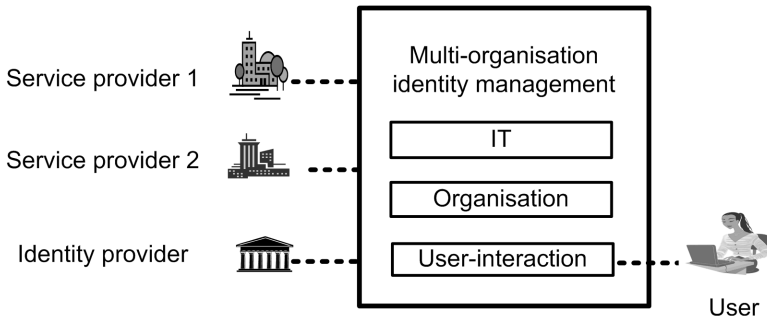 Service provider 1
Service provider 2
Identity provider
Multi-organisation
identity management
IT
Organisation
User-interaction
User